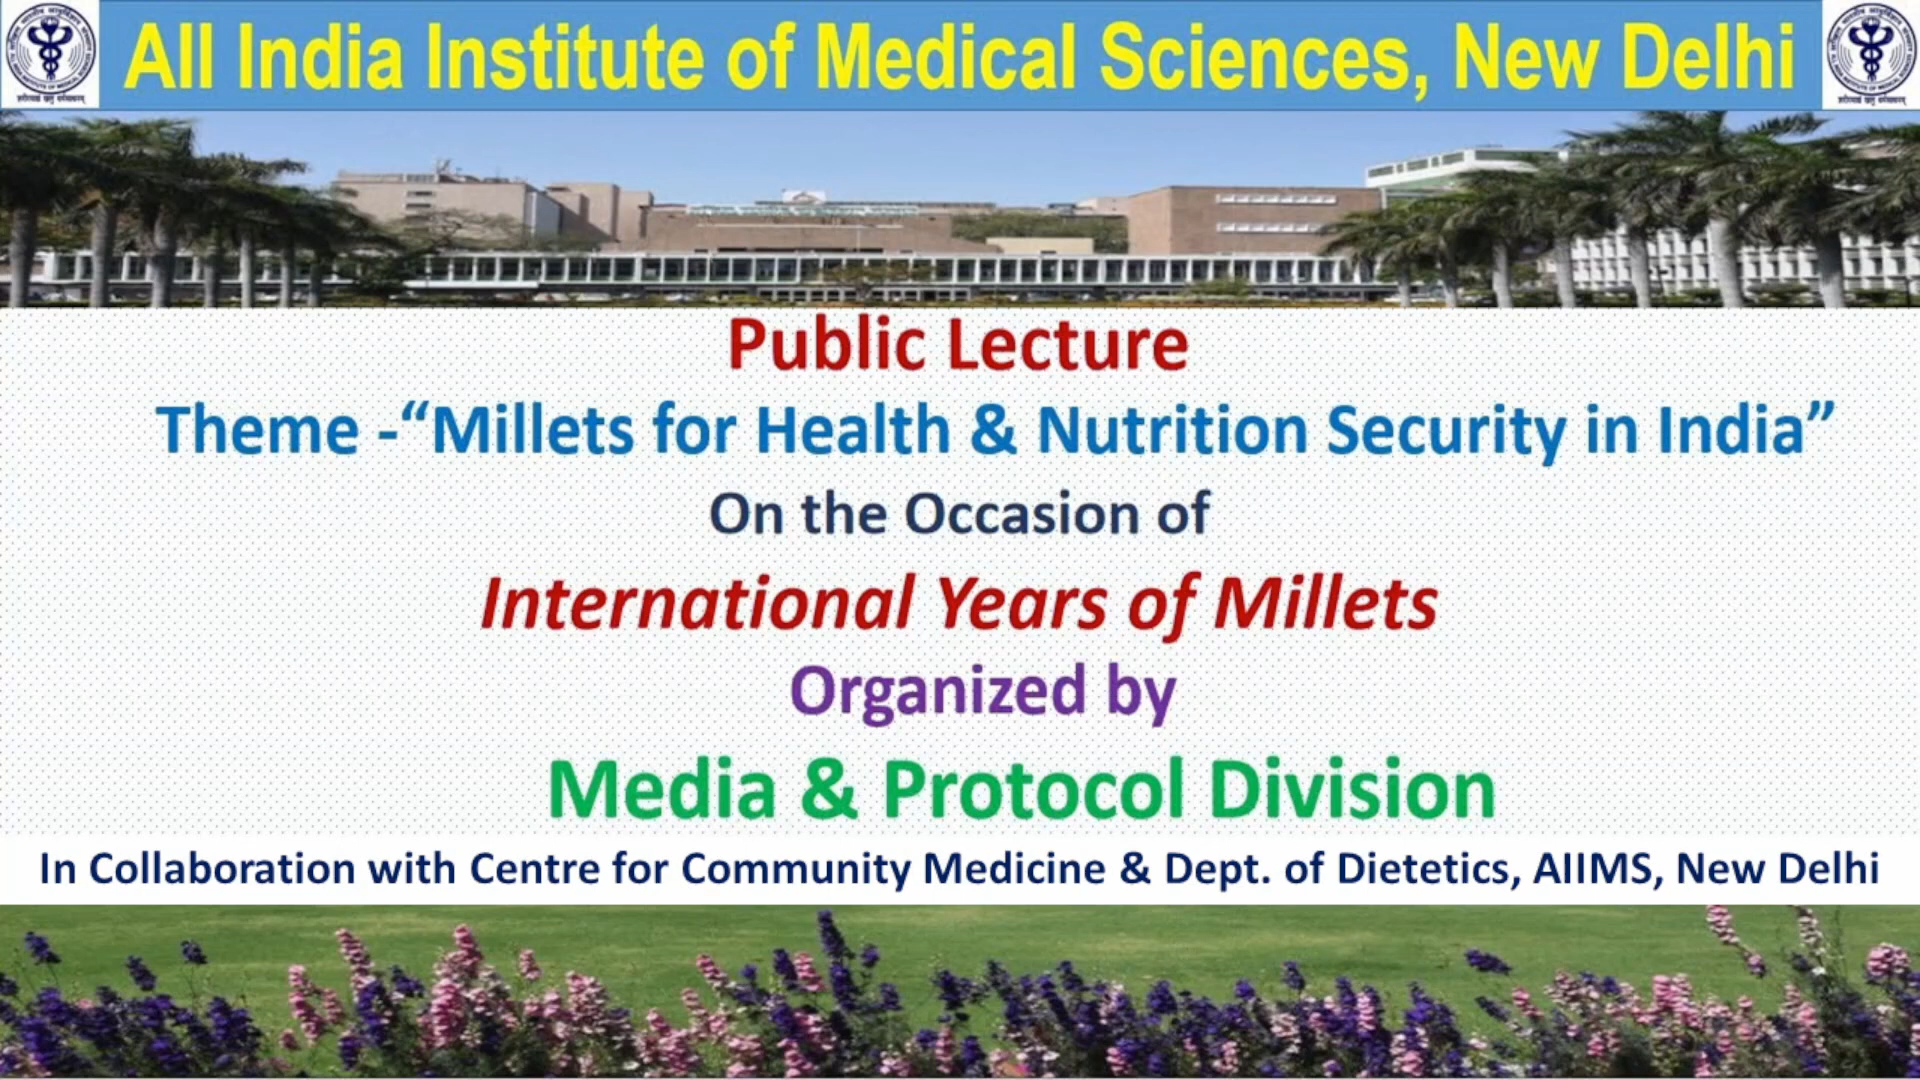 All India Institute of Medical Sciences, New Delhi
Public Lecture
Theme -“Millets for Health & Nutrition Security in India”
On the Occasion of
International Years of Millets
Organized by
Media & Protocol Division
In Collaboration with Centre for Community Medicine & Dept. of Dietetics, AIIMS, New Delhi